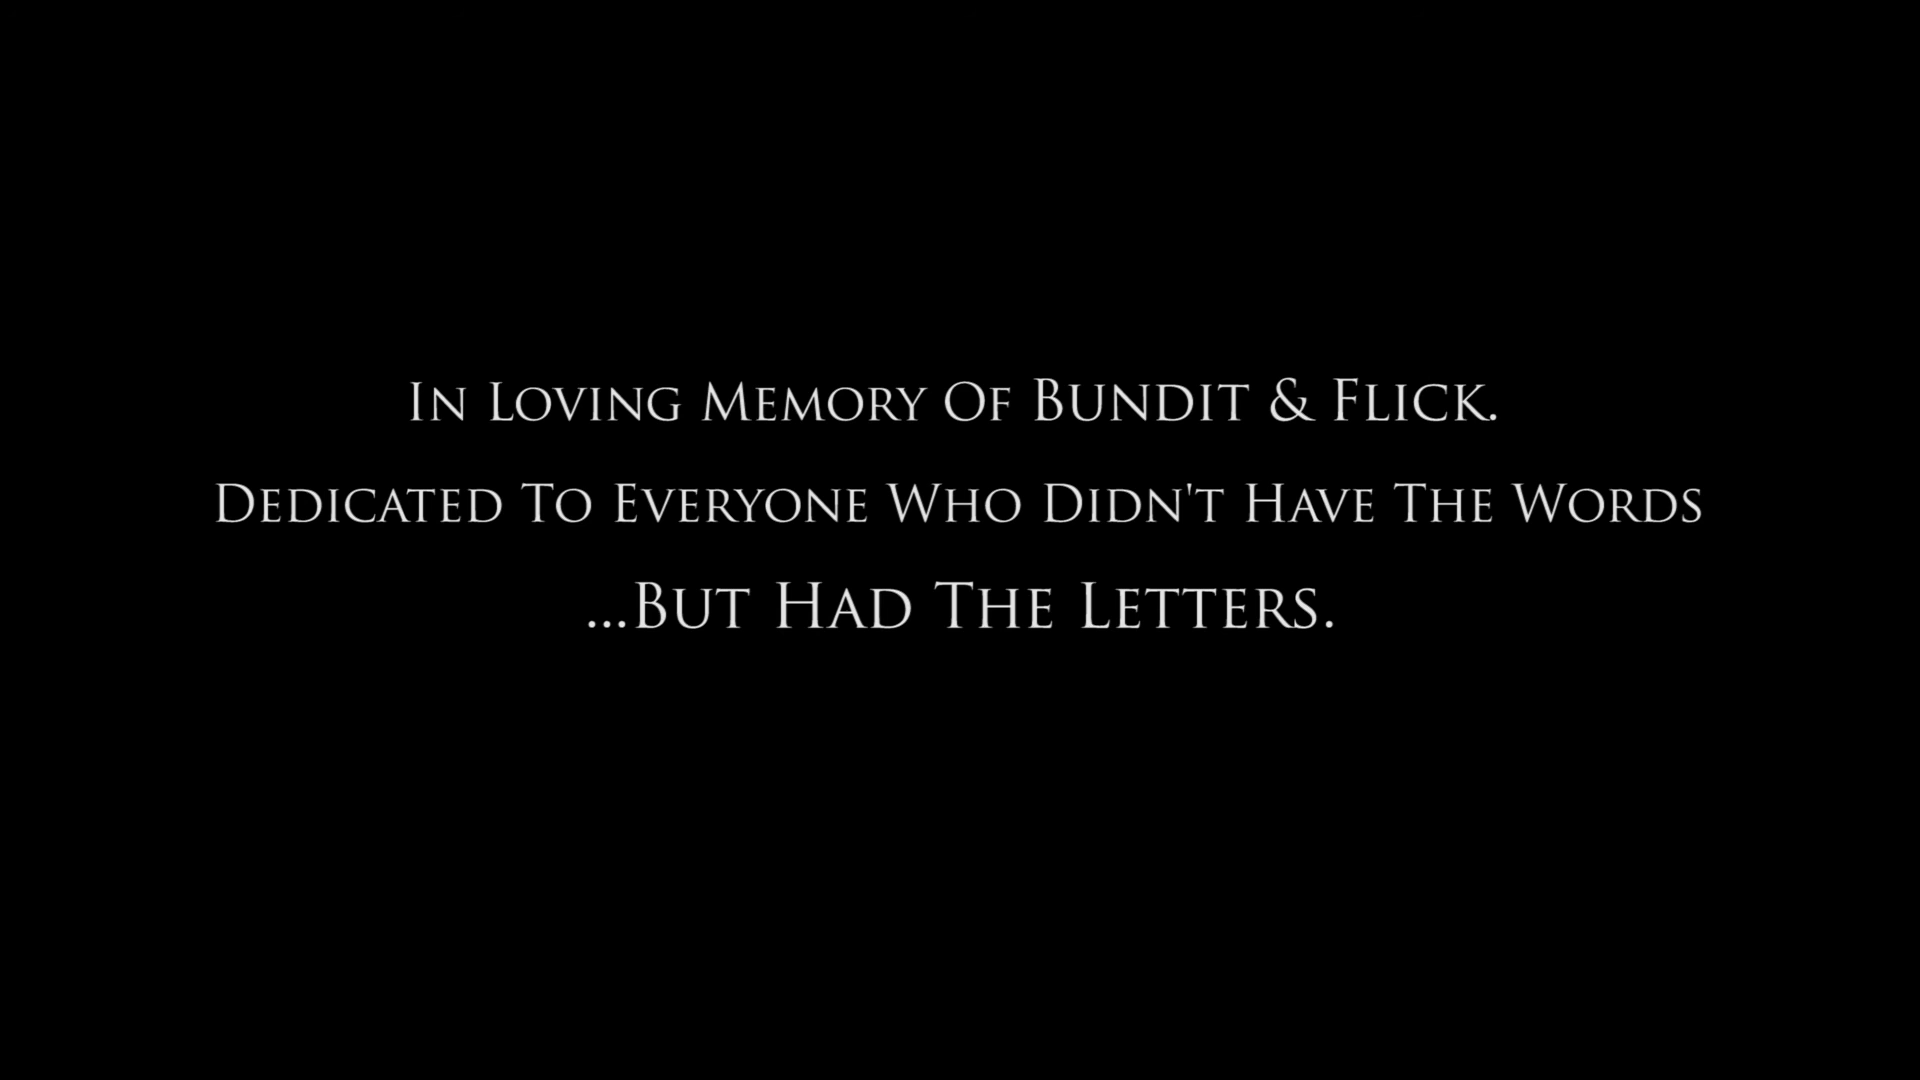 In Loving Memory Of BUNDIT & FLICK.
Dedicated To Everyone Who Didn't Have The Words
...But Had The Letters.